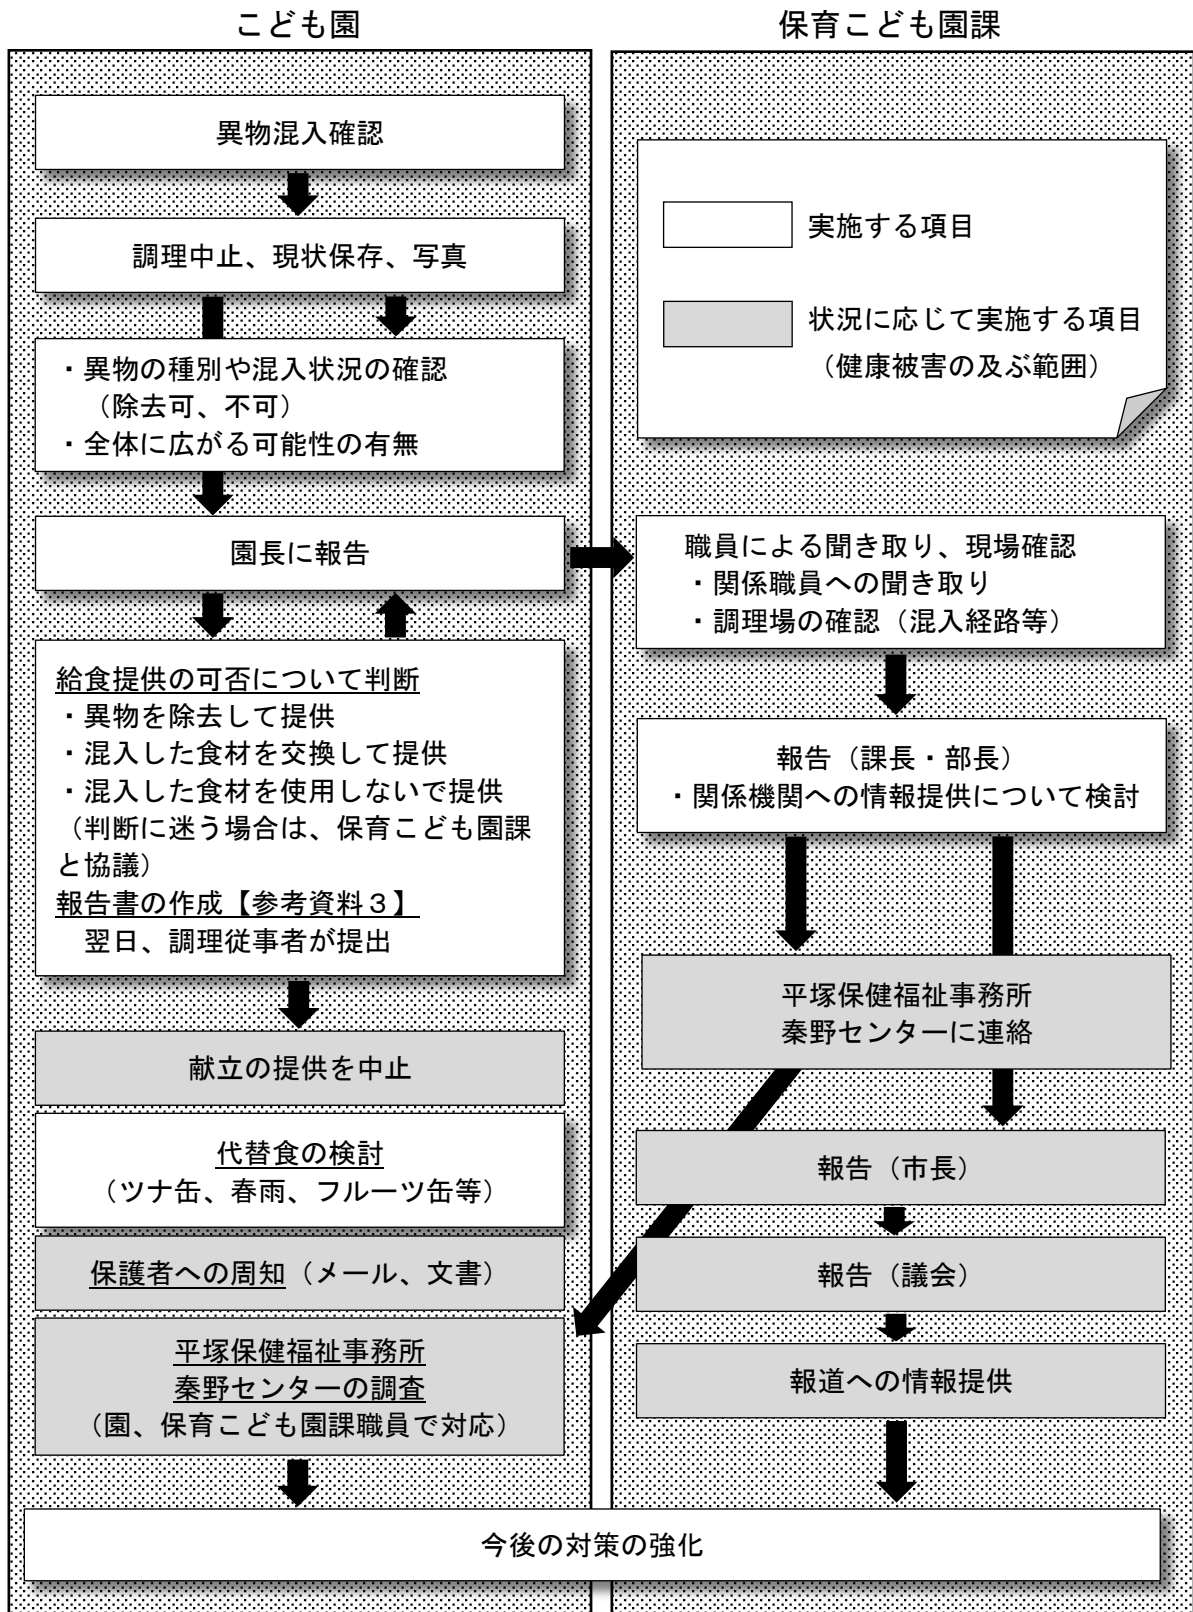 こども園
異物混入確認
調理中止、現状保存、写真
・異物の種別や混入状況の確認
（除去可、不可）
・全体に広がる可能性の有無
園長に報告
給食提供の可否について判断
・異物を除去して提供
・混入した食材を交換して提供
・混入した食材を使用しないで提供
（判断に迷う場合は、保育こども園課
と協議）
報告書の作成【参考資料３】
翌日、調理従事者が提出
献立の提供を中止
代替食の検討
（ツナ缶、春雨、フルーツ缶等）
保護者への周知（メール、文書）
平塚保健福祉事務所
秦野センターの調査
（園、保育こども園課職員で対応）
保育こども園課
実施する項目
状況に応じて実施する項目
（健康被害の及ぶ範囲）
職員による聞き取り、現場確認
・関係職員への聞き取り
・調理場の確認（混入経路等）
報告（課長・部長）
・関係機関への情報提供について検討
平塚保健福祉事務所
秦野センターに連絡
報告（市長）
報告（議会）
報道への情報提供
今後の対策の強化